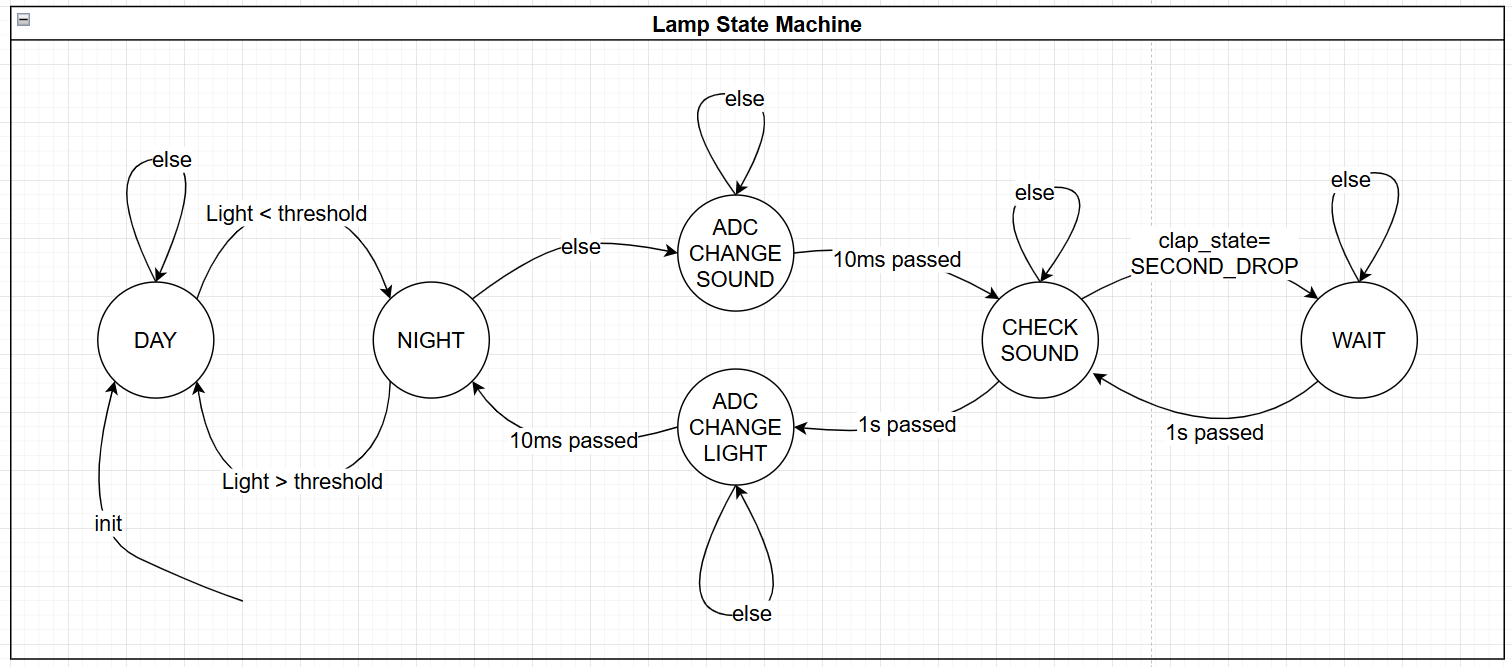 Lamp State Machine
else
else
else
else
Light < threshold
clap_state=
SECOND_DROP
ADC
CHANGE
SOUND
else
10ms passed
DAY
NIGHT
CHECK
SOUND
WAIT
ADC
CHANGE
LIGHT
1s passed
1s passed
10ms passed
Light > threshold
init
else